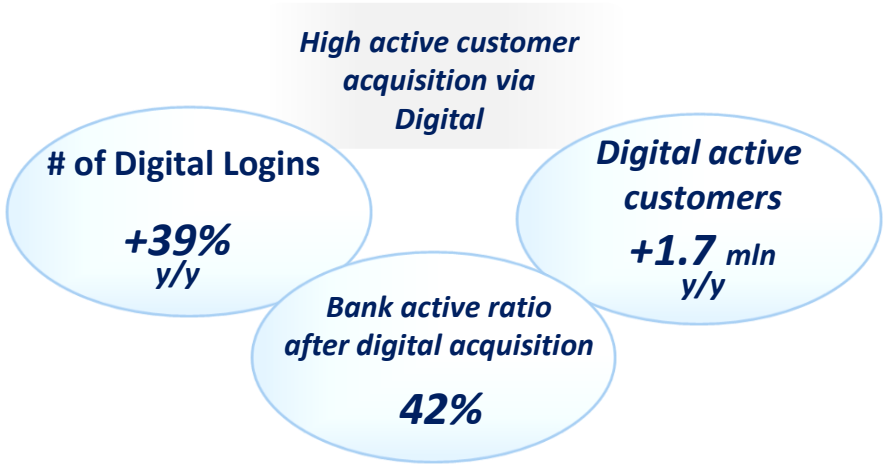 High active customer
acquisition via
Digital
# of Digital Logins
+39%
y/y
Digital active
customers
+1.7 mln
y/y
Bank active ratio
after digital acquisition
42%